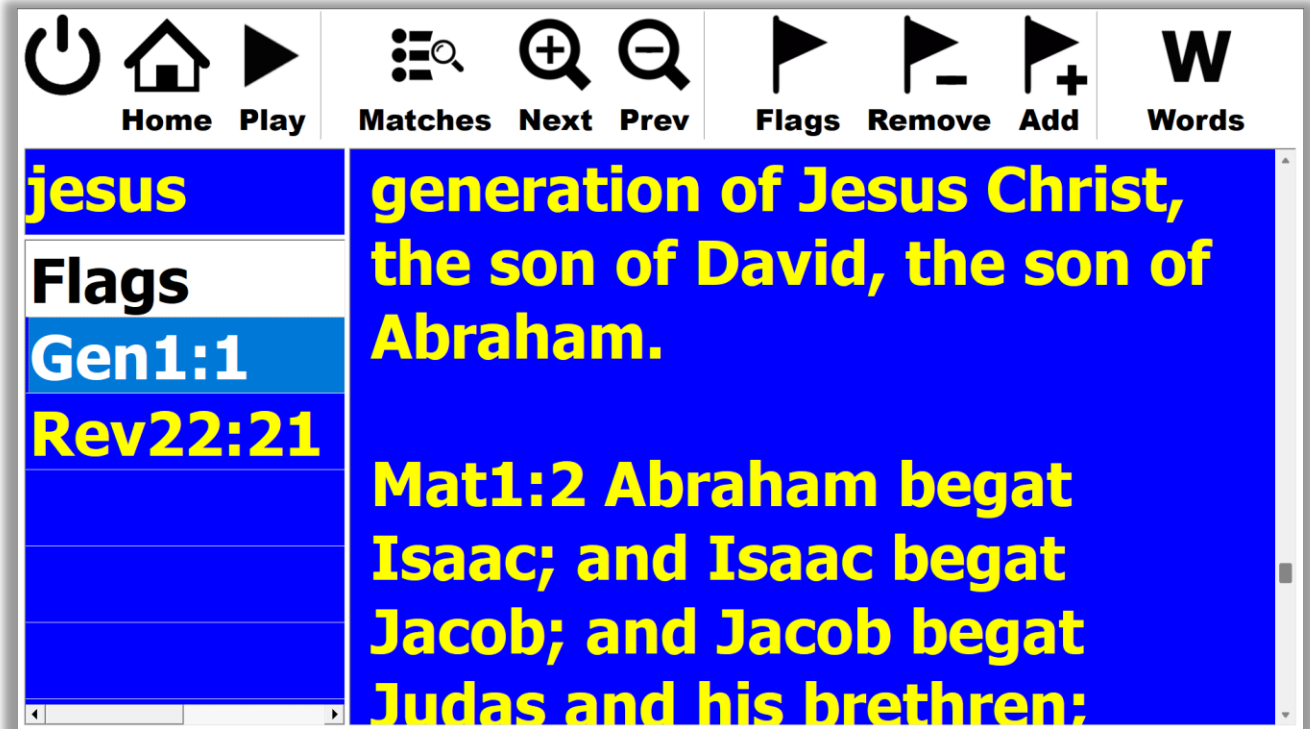 Home Play Matches Next Prev Flags Remove Add W Words
jesus
Flags
Gen1:1
Rev22:21
generation of Jesus Christ,
the son of David, the son of
Abraham.
Mat1:2 Abraham begat
Isaac; and Isaac begat
Jacob; and Jacob begat
Judas and his brethren;